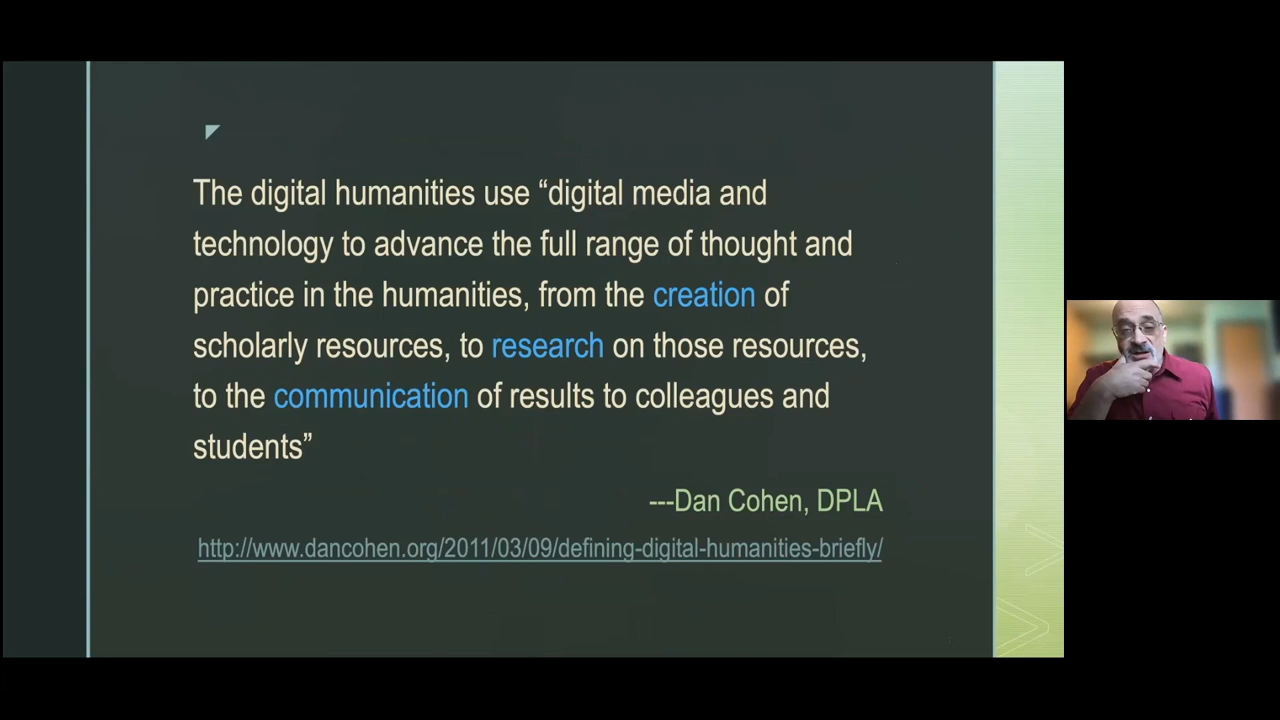 The digital humanities use “digital media and
technology to advance the full range of thought and
practice in the humanities, from the creation of
scholarly resources, to research on those resources,
to the communication of results to colleagues and
students”
---Dan Cohen, DPLA
http://www.dancohen.org/2011/03/09/defining-digital-humanities-briefly/